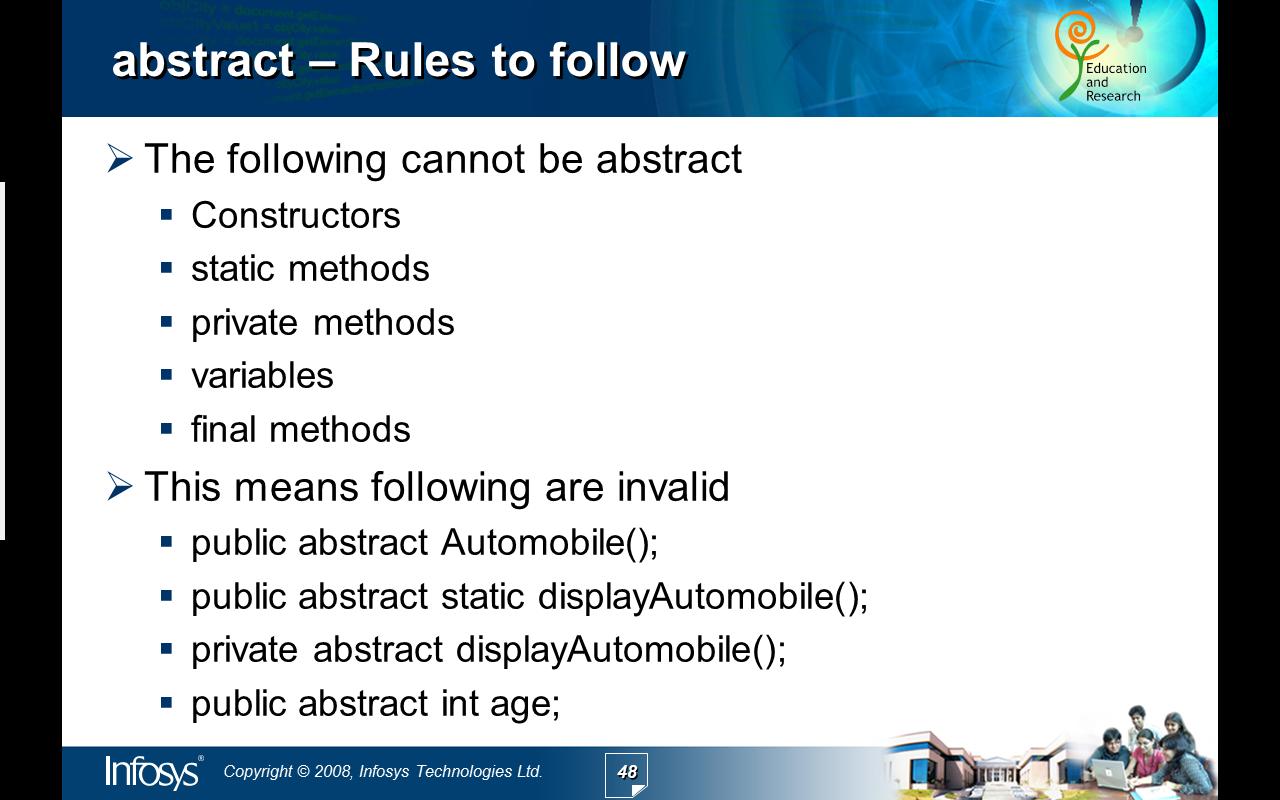 abstract – Rules to follow
Education
and
Research
➢ The following cannot be abstract
▪ Constructors
▪ static methods
▪ private methods
▪ variables
▪ final methods
➢ This means following are invalid
▪ public abstract Automobile();
▪ public abstract static displayAutomobile();
▪ private abstract displayAutomobile();
▪ public abstract int age;
Infosys® Copyright © 2008, Infosys Technologies Ltd. 48